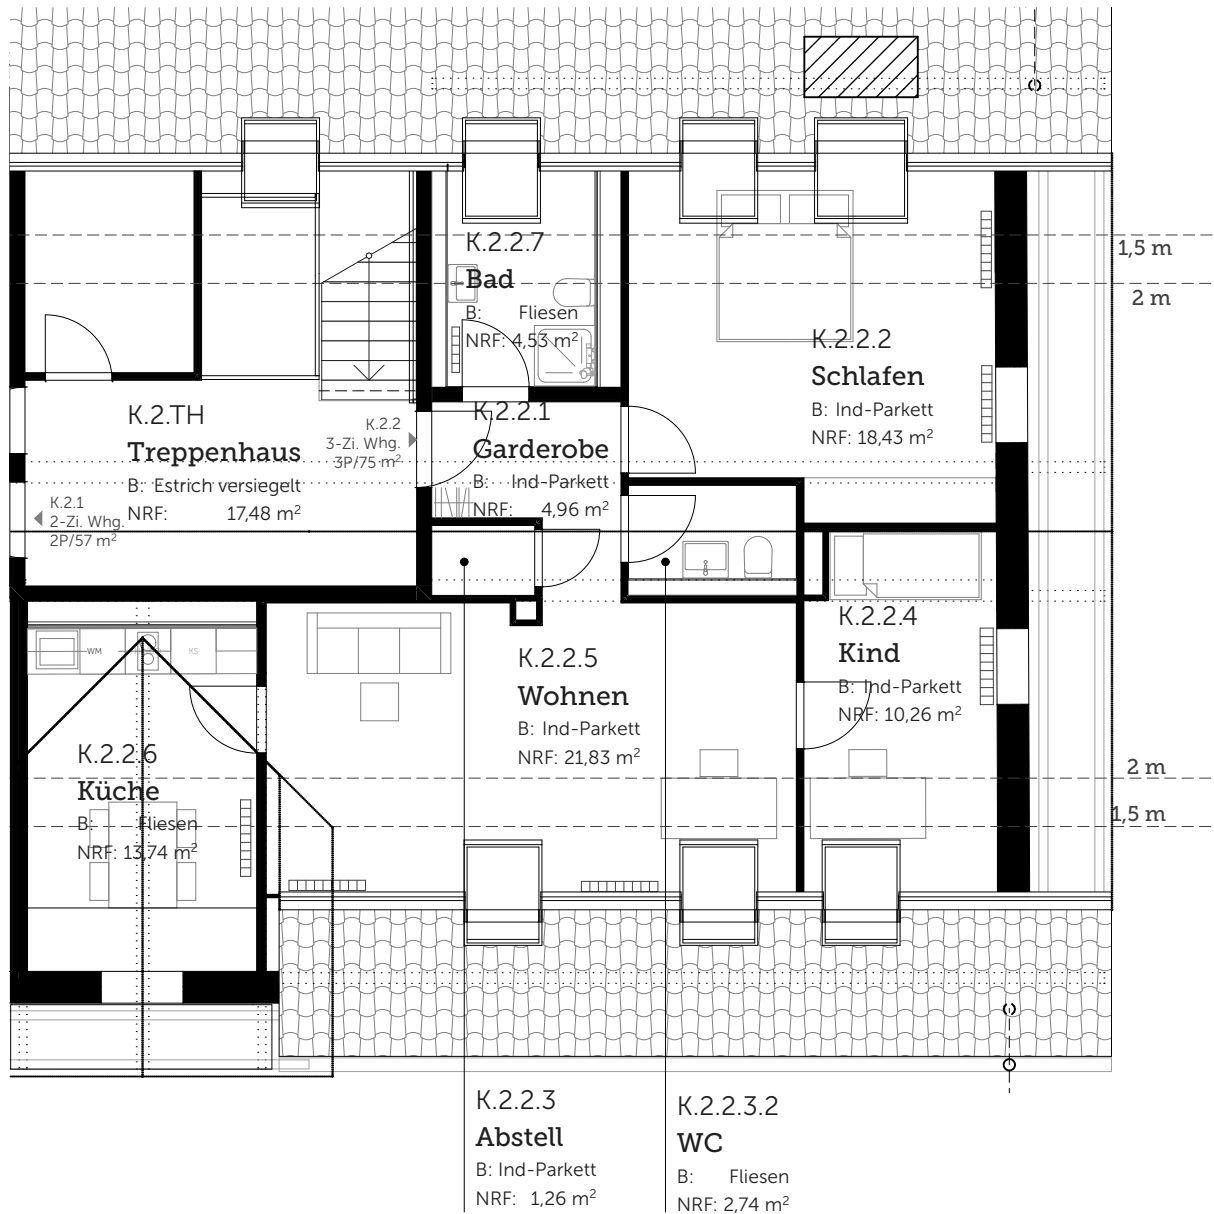 1,5 m
2 m
K.2.2.7
Bad
B: Fliesen
NRF: 4,53 m²
K.2.2.2
Schlafen
B: Ind-Parkett
NRF: 18,43 m²
K.2.TH
Treppenhaus
B: Estrich versiegelt
NRF: 17,48 m²
K.2.2
3-Zi. Whg.
3P/75 m²
K.2.2.1
Garderobe
B: Ind-Parkett
NRF: 4,96 m²
K.2.1
2-Zi. Whg.
2P/57 m²
WM
KS
K.2.2.5
Wohnen
B: Ind-Parkett
NRF: 21,83 m²
K.2.2.4
Kind
B: Ind-Parkett
NRF: 10,26 m²
K.2.2.6
Küche
B: Fliesen
NRF: 13,74 m²
2 m
1,5 m
K.2.2.3
Abstell
B: Ind-Parkett
NRF: 1,26 m²
K.2.2.3.2
WC
B: Fliesen
NRF: 2,74 m²